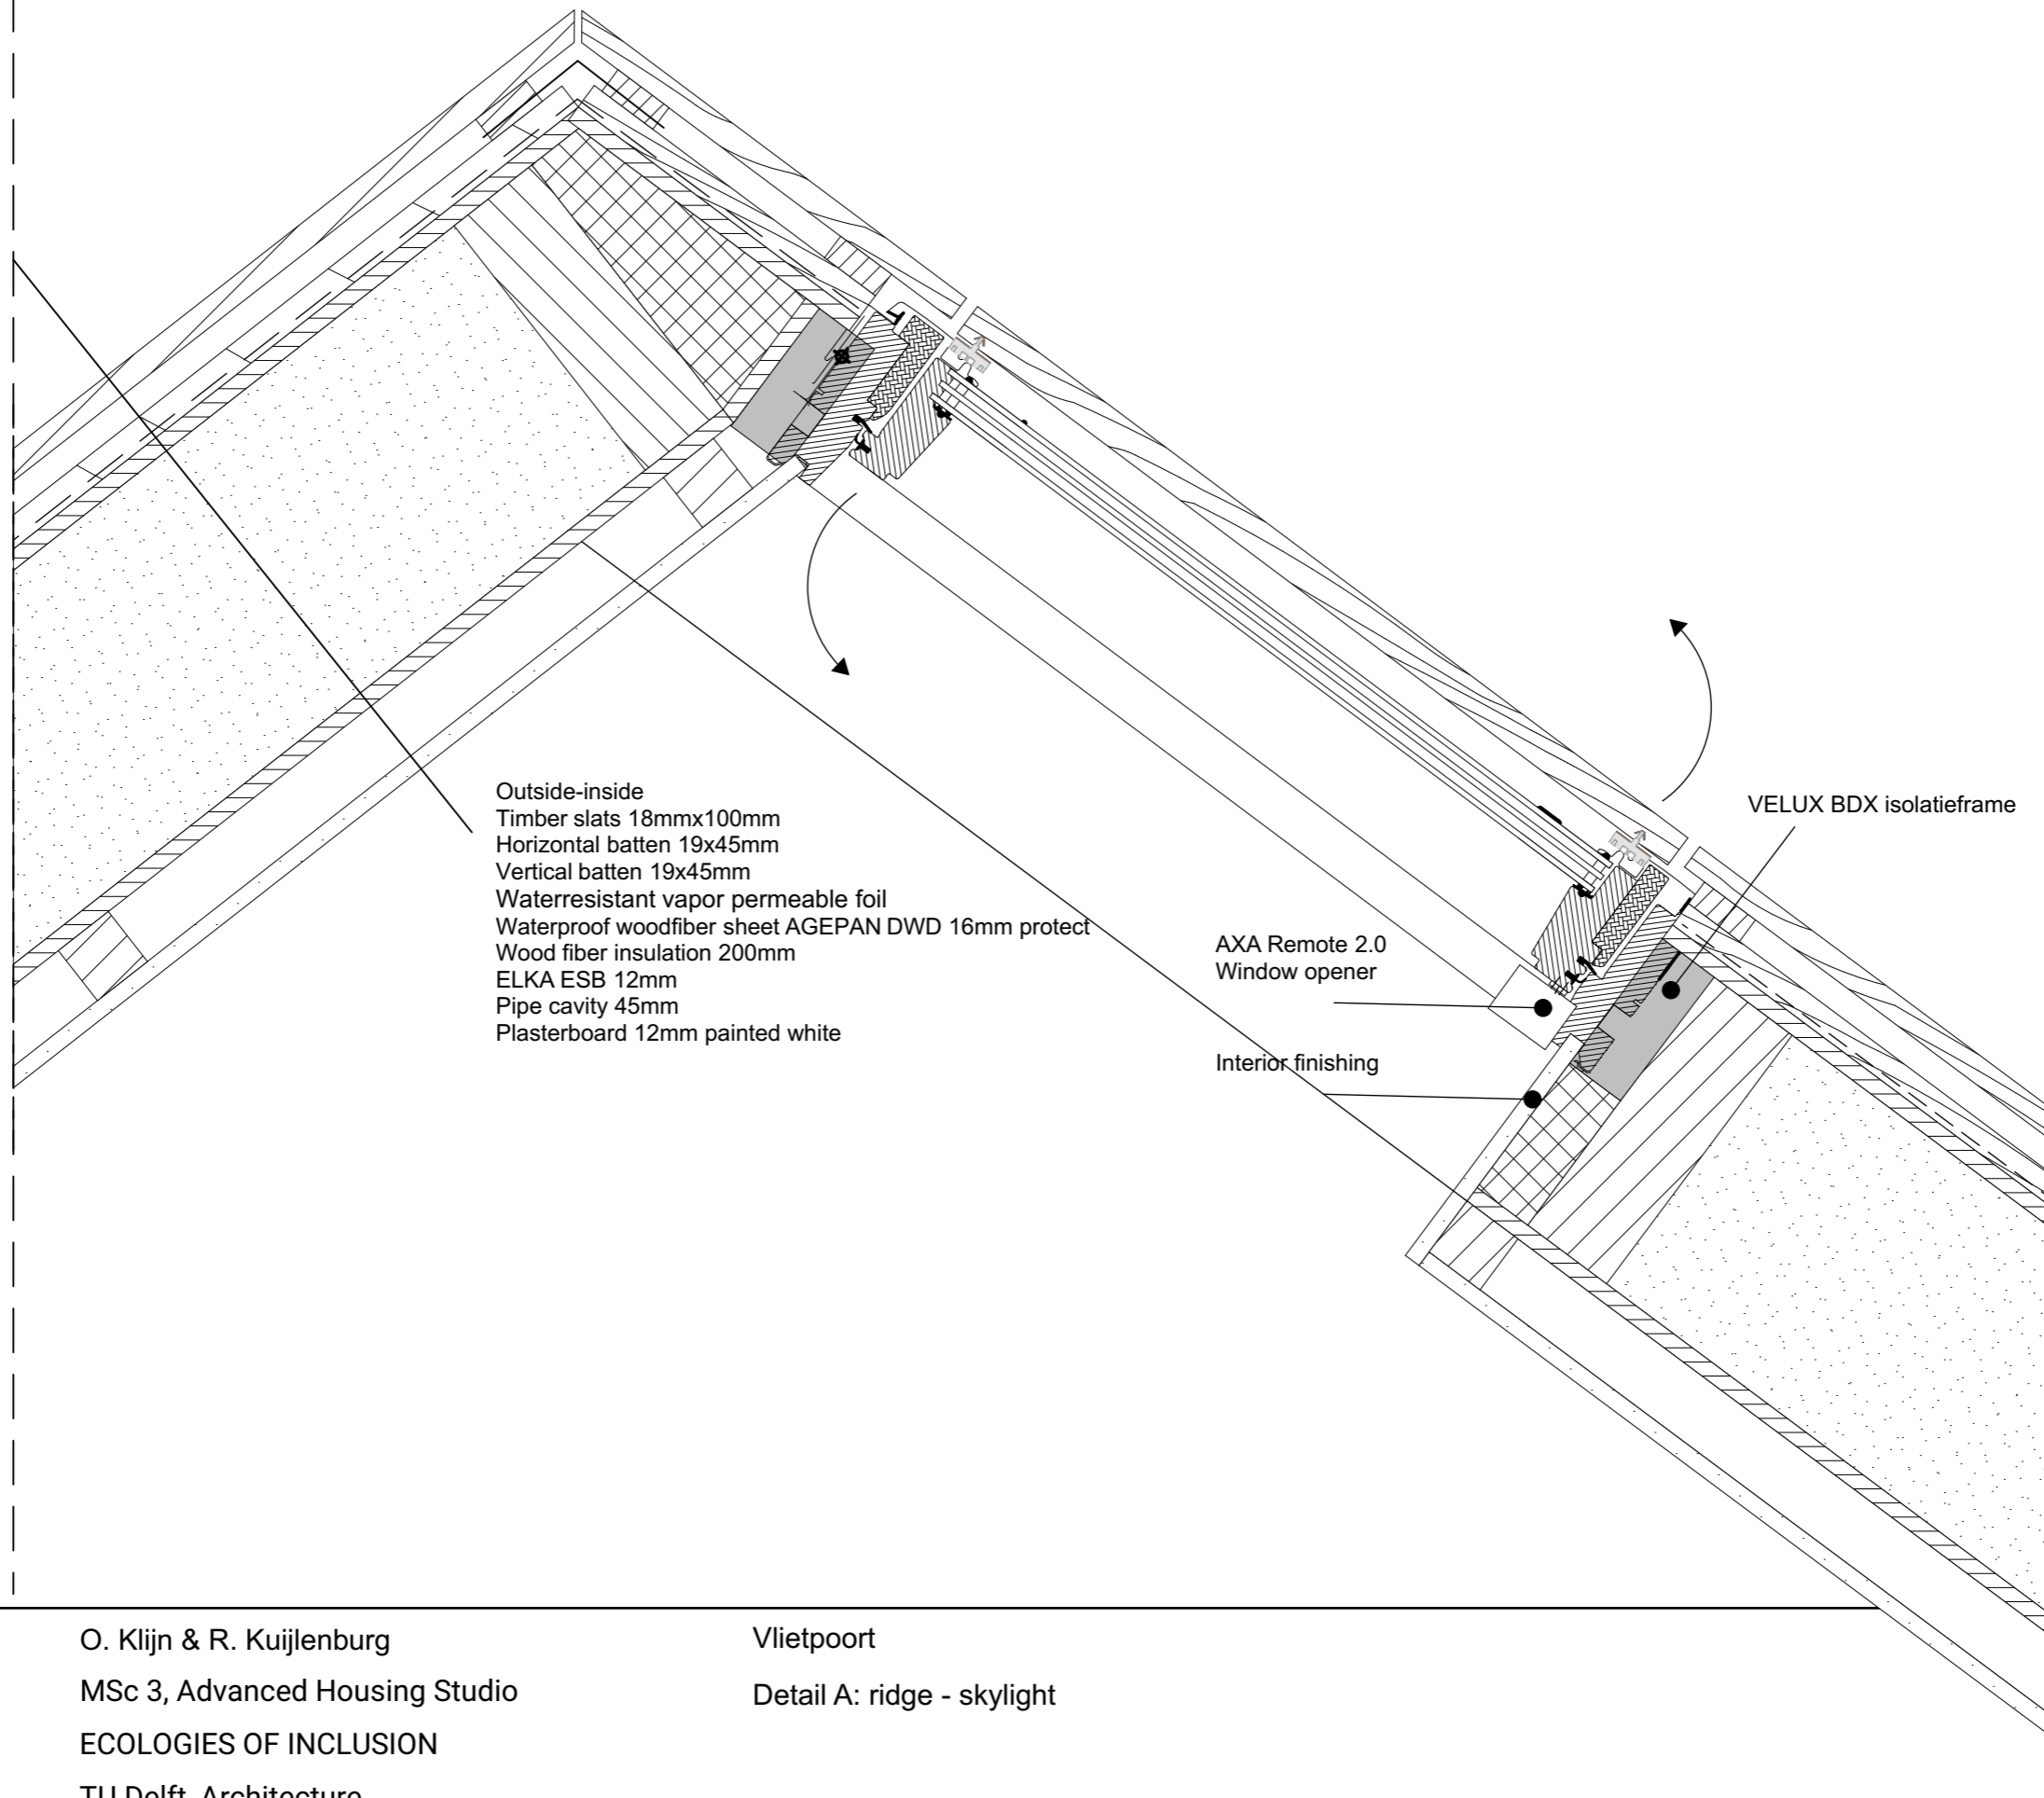 Outside-inside
Timber slats 18mmx100mm
Horizontal batten 19x45mm
Vertical batten 19x45mm
Waterresistant vapor permeable foil
Waterproof woodfiber sheet AGEPAN DWD 16mm protect
Wood fiber insulation 200mm
ELKA ESB 12mm
Pipe cavity 45mm
Plasterboard 12mm painted white
VELUX BDX isolatieframe
AXA Remote 2.0
Window opener
Interior finishing
O. Klijn & R. Kuijlenburg
MSc 3, Advanced Housing Studio
ECOLOGIES OF INCLUSION
TU Delft, Architecture
Vlietpoort
Detail A: ridge - skylight